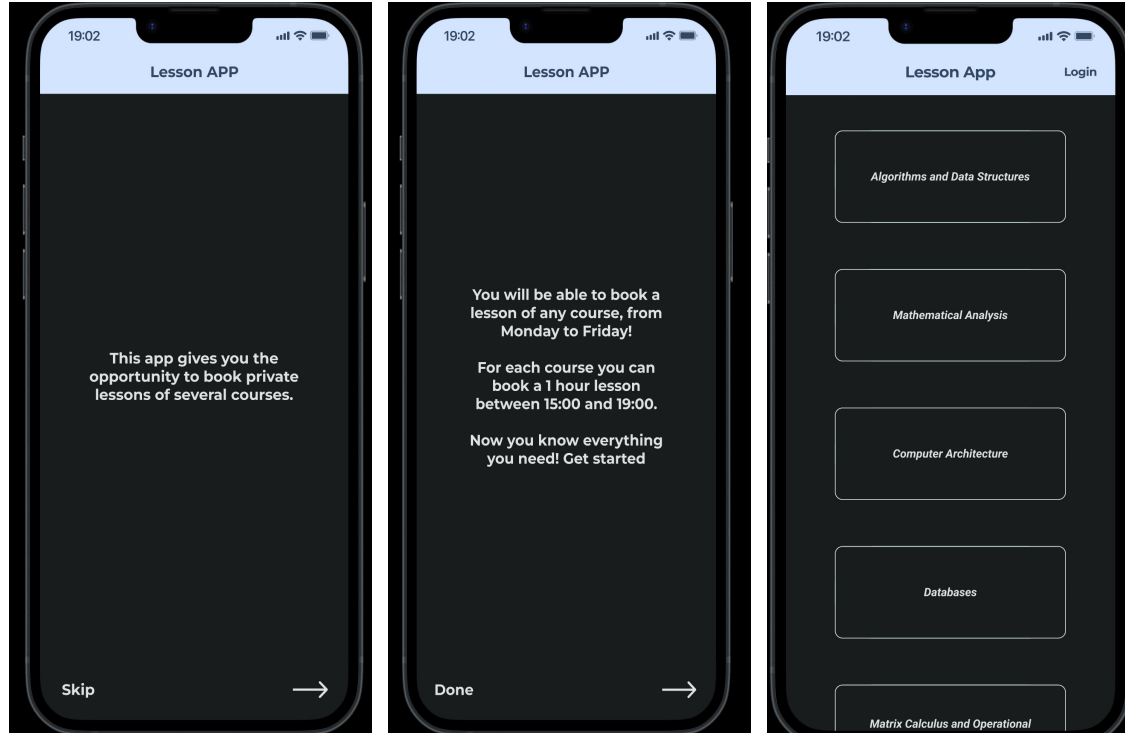 19:02
Lesson APP
This app gives you the
opportunity to book private
lessons of several courses.
Skip
19:02
Lesson APP
You will be able to book a
lesson of any course, from
Monday to Friday!
For each course you can
book a 1 hour lesson
between 15:00 and 19:00.
Now you know everything
you need! Get started
Done
19:02
Lesson App
Login
Algorithms and Data Structures
Mathematical Analysis
Computer Architecture
Databases
Matrix Calculus and Operational